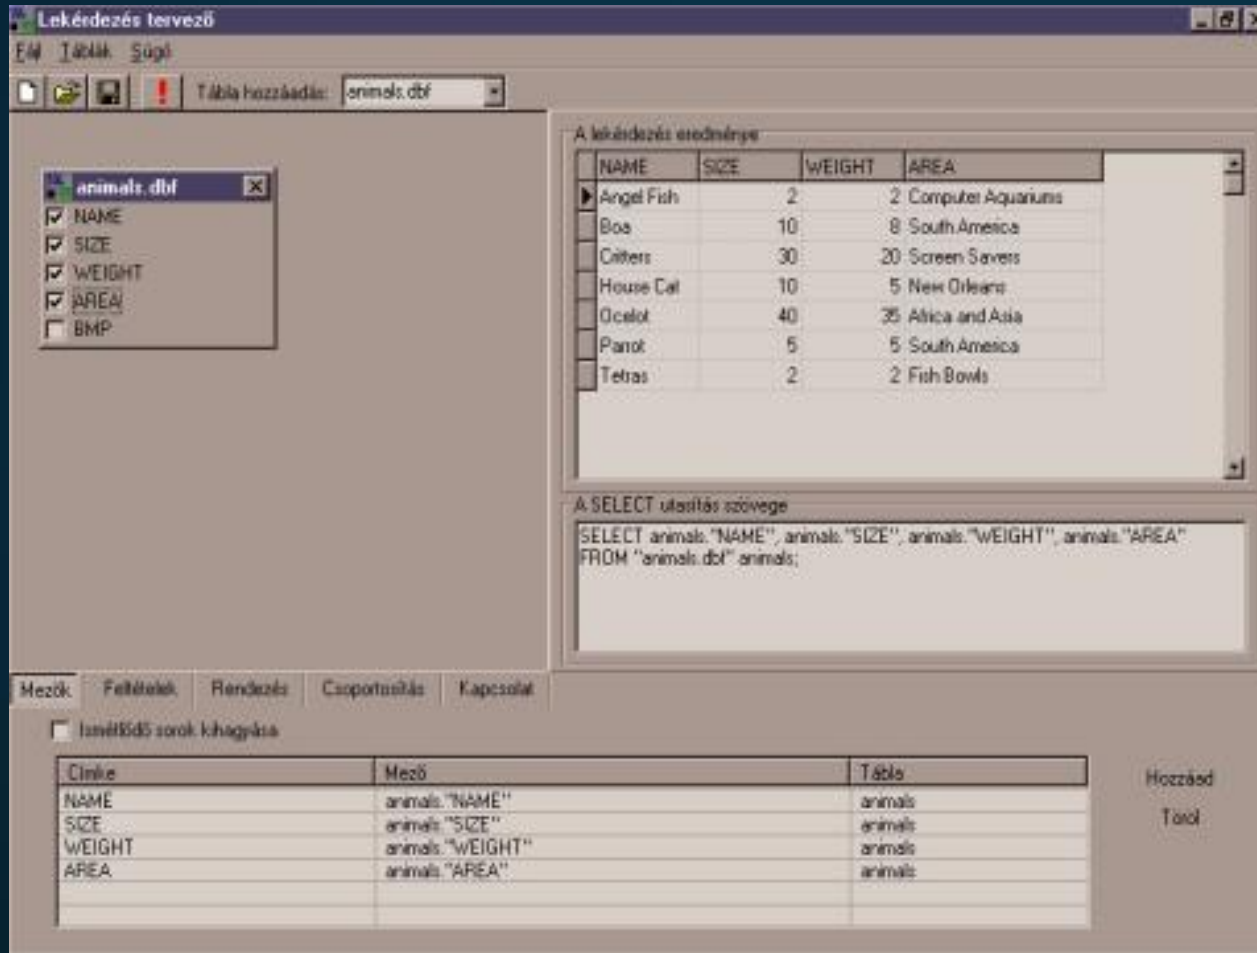 Lekérdezés tervező
Fájl Táblák Súgó
Tábla hozzáadás: animals.dbf
animals.dbf
NAME
SIZE
WEIGHT
AREA
BMP
A lekérdezés eredménye
NAME SIZE WEIGHT AREA
Angel Fish 2 2 Computer Aquariums
Boa 10 8 South America
Critters 30 20 Screen Savers
House Cat 10 5 New Orleans
Ocelot 40 35 Africa and Asia
Parrot 5 5 South America
Tetras 2 2 Fish Bowls
A SELECT utasítás szövege
SELECT animals."NAME", animals."SIZE", animals."WEIGHT", animals."AREA"
FROM "animals.dbf" animals;
Mezők Feltételek Rendezés Csoportosítás Kapcsolat
Ismétlődő sorok kihagyása
Címke Mező Tábla
NAME animals."NAME" animals
SIZE animals."SIZE" animals
WEIGHT animals."WEIGHT" animals
AREA animals."AREA" animals
Hozzáad
Töröl